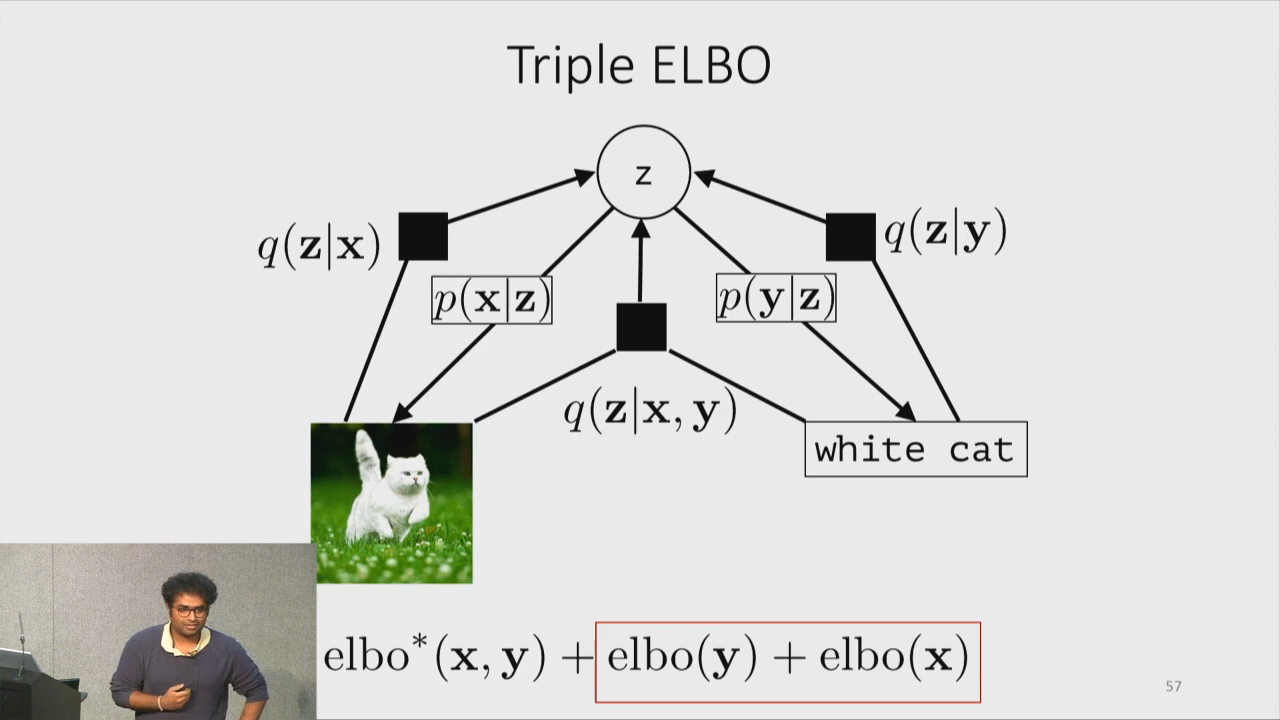 Triple ELBO
z
q(z|x)
q(z|y)
p(x|z)
p(y|z)
q(z|x, y)
white cat
elbo*(x, y) + elbo(y) + elbo(x)
57